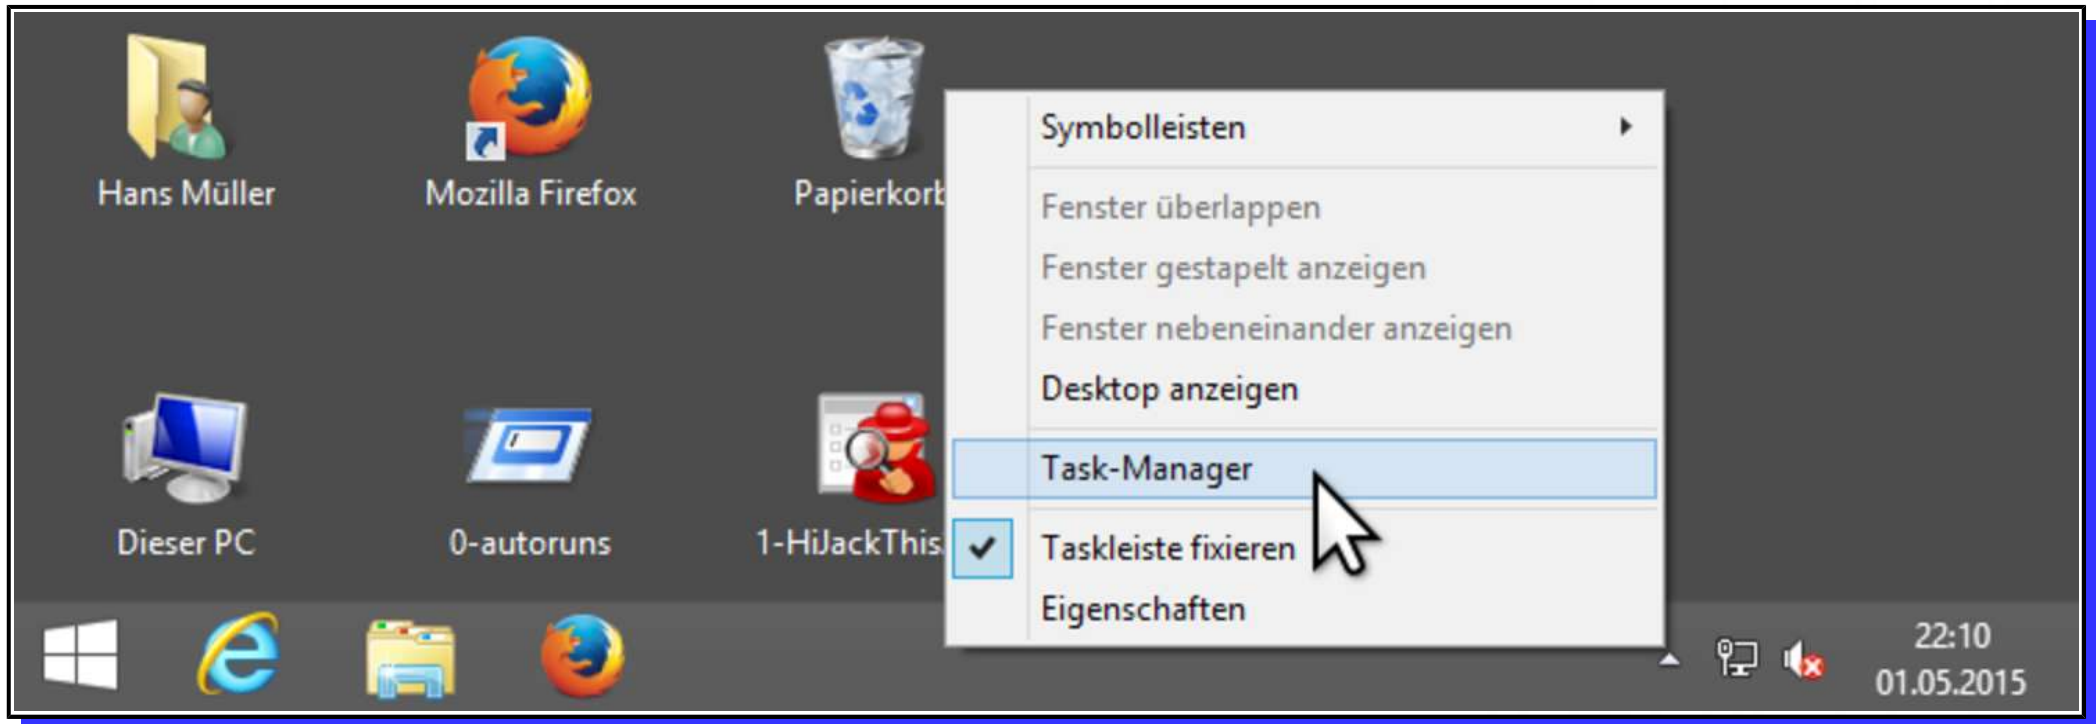 Hans Müller
Mozilla Firefox
Papierkorb
Symbolleisten
Fenster überlappen
Fenster gestapelt anzeigen
Fenster nebeneinander anzeigen
Desktop anzeigen
Task-Manager
Taskleiste fixieren
Eigenschaften
Dieser PC
0-autoruns
1-HiJackThis
22:10
01.05.2015